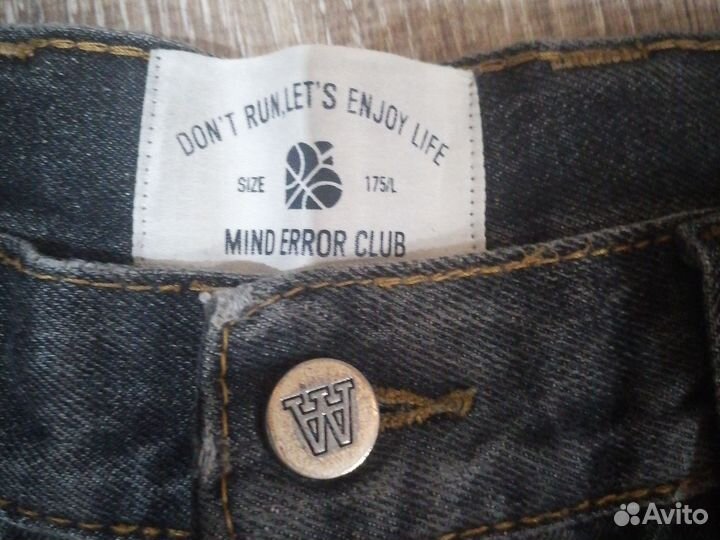 DON'T RUN,LET'S ENJOY LIFE
SIZE 175/L
MIND ERROR CLUB
Avito